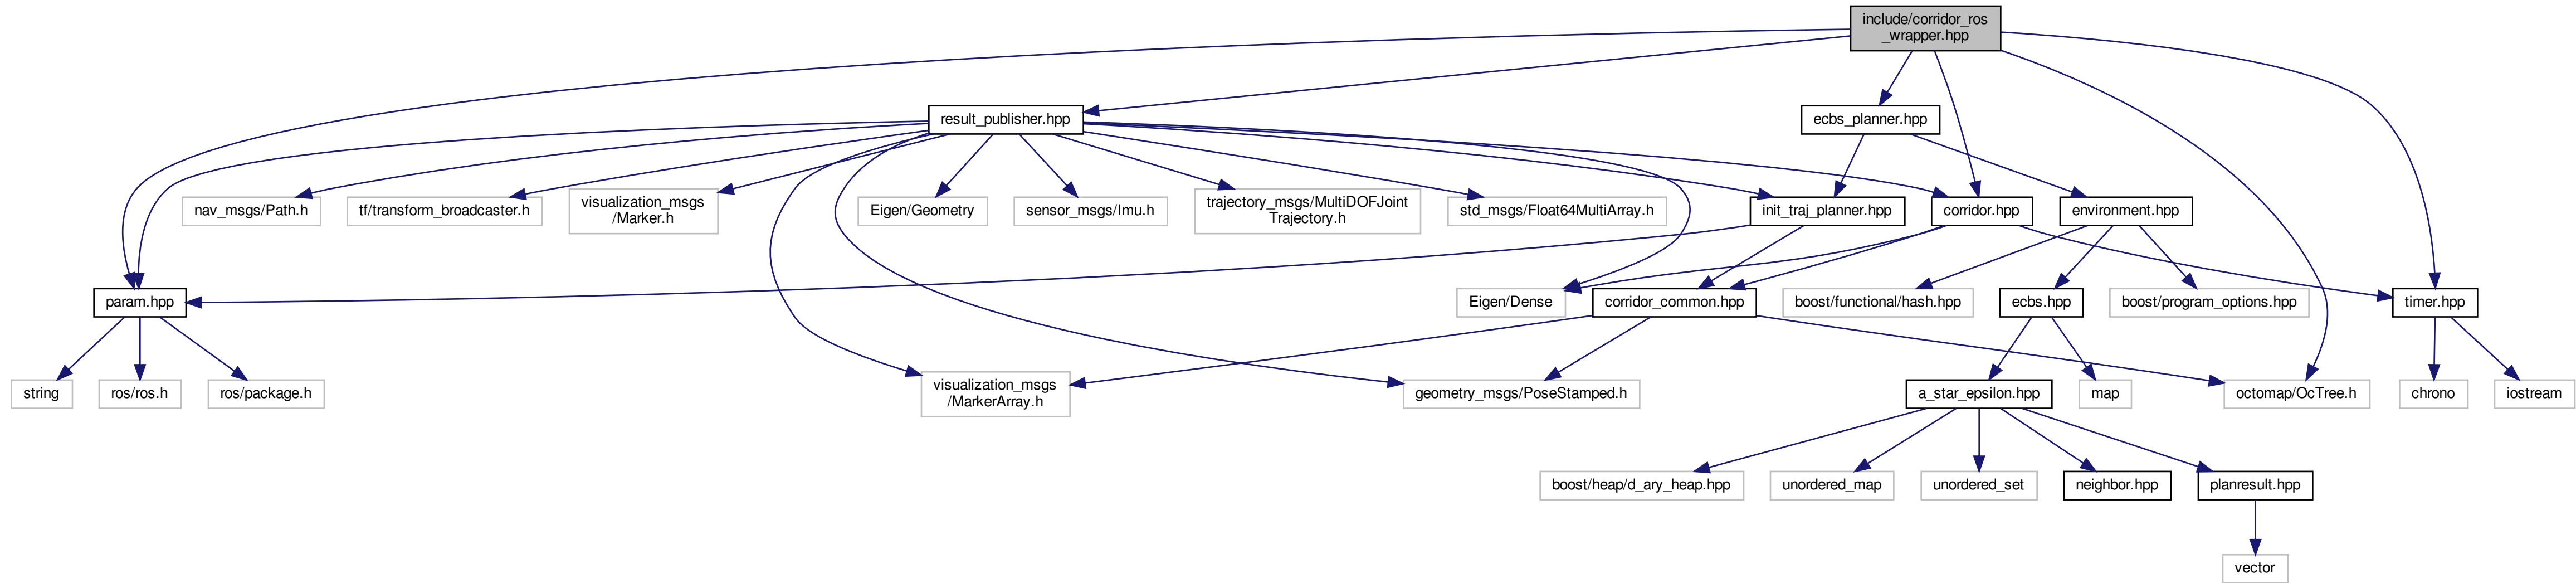 include/corridor_ros
_wrapper.hpp
result_publisher.hpp
ecbs_planner.hpp
nav_msgs/Path.h
tf/transform_broadcaster.h
visualization_msgs
/Marker.h
Eigen/Geometry
sensor_msgs/Imu.h
trajectory_msgs/MultiDOFJoint
Trajectory.h
std_msgs/Float64MultiArray.h
init_traj_planner.hpp
corridor.hpp
environment.hpp
param.hpp
Eigen/Dense
corridor_common.hpp
boost/functional/hash.hpp
ecbs.hpp
boost/program_options.hpp
timer.hpp
string
ros/ros.h
ros/package.h
visualization_msgs
/MarkerArray.h
geometry_msgs/PoseStamped.h
a_star_epsilon.hpp
map
octomap/OcTree.h
chrono
iostream
boost/heap/d_ary_heap.hpp
unordered_map
unordered_set
neighbor.hpp
planresult.hpp
vector